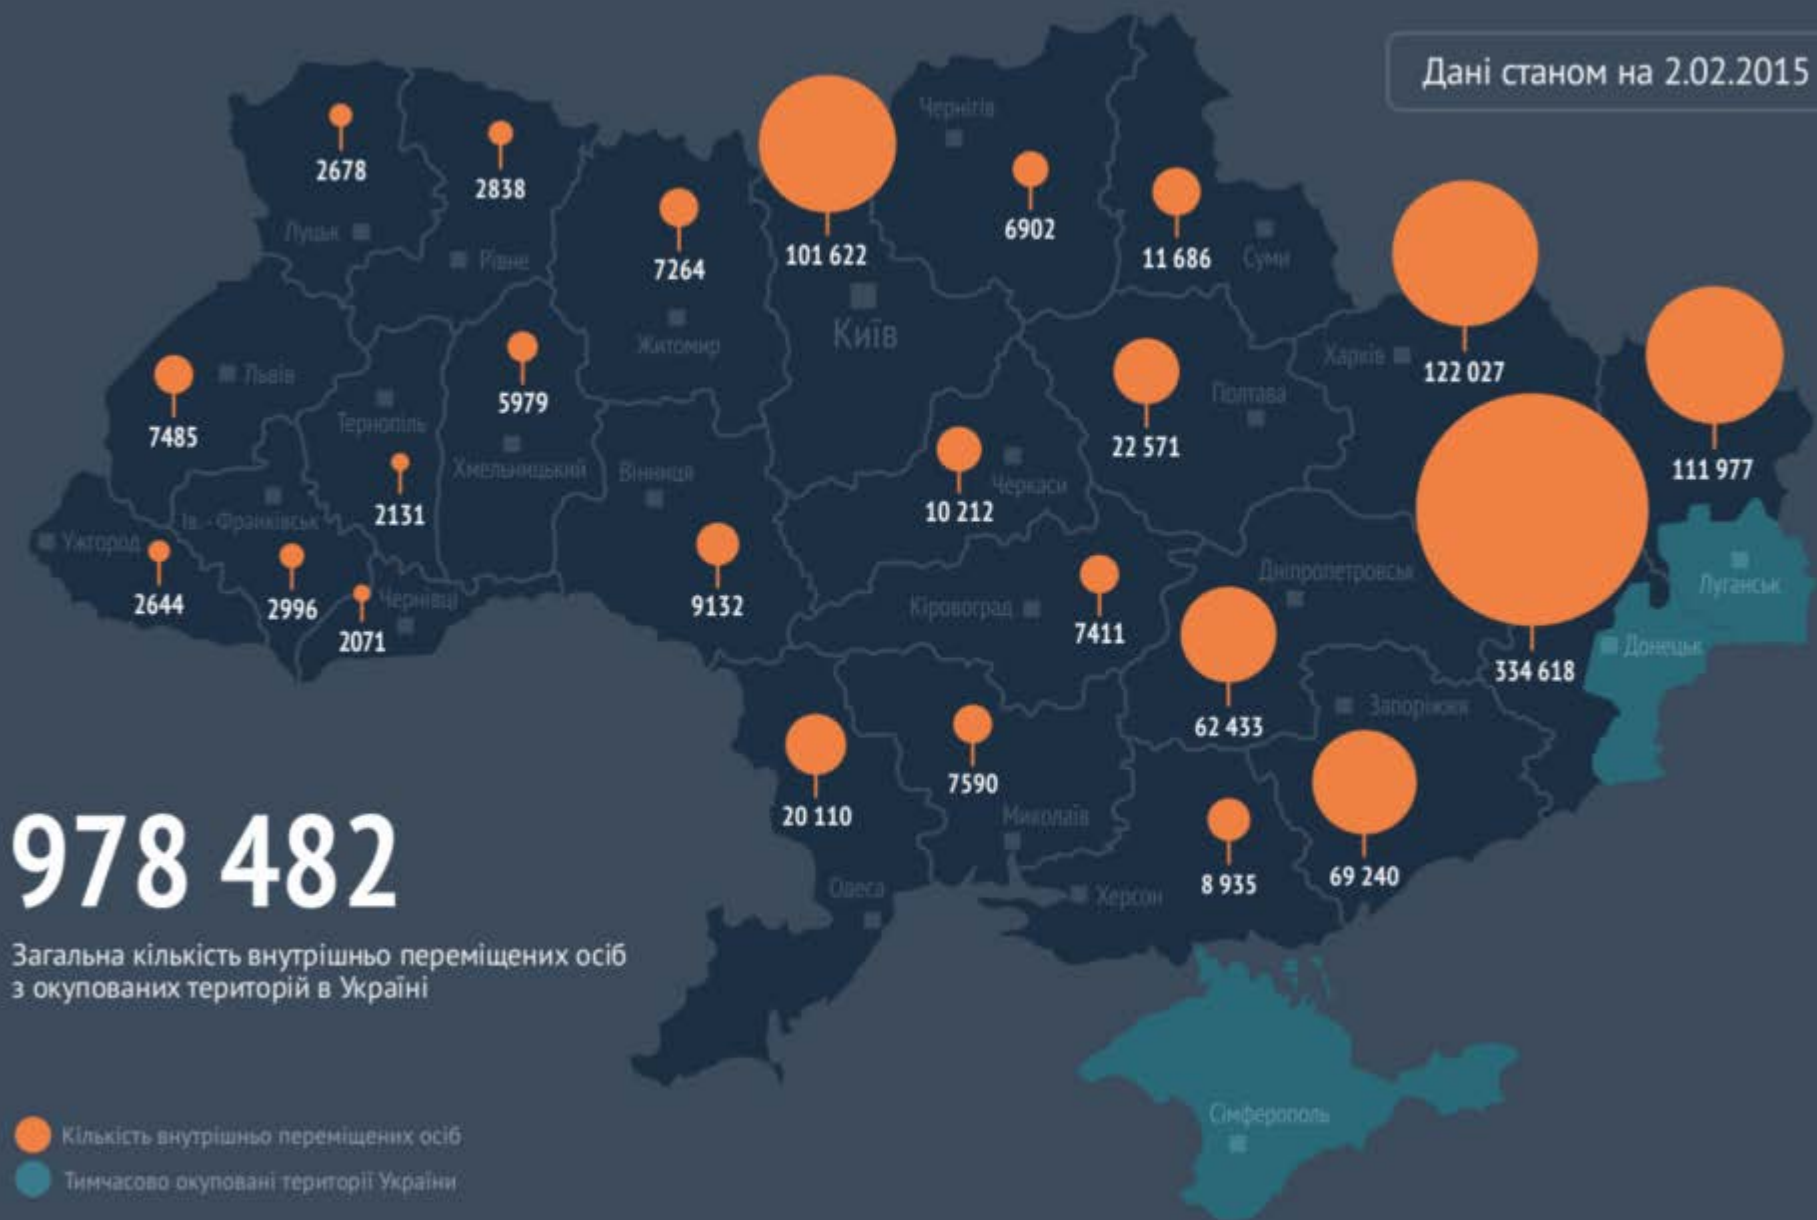 Дані станом на 2.02.2015
2678
2838
7264
101 622
Чернігів
6902
11 686
Суми
Луцьк
Рівне
Київ
Житомир
122 027
Харків
111 977
Львів
7485
Тернопіль
5979
Хмельницький
Вінниця
10 212
Черкаси
22 571
Полтава
2131
Ів. - Франківськ
Ужгород
2644
2996
2071
Чернівці
9132
Кіровоград
7411
Дніпропетровськ
62 433
334 618
Луганськ
Донецьк
Запоріжжя
69 240
20 110
7590
Миколаїв
8 935
Херсон
Одеса
978 482
Загальна кількість внутрішньо переміщених осіб
з окупованих територій в Україні
Сімферополь
Кількість внутрішньо переміщених осіб
Тимчасово окуповані території України